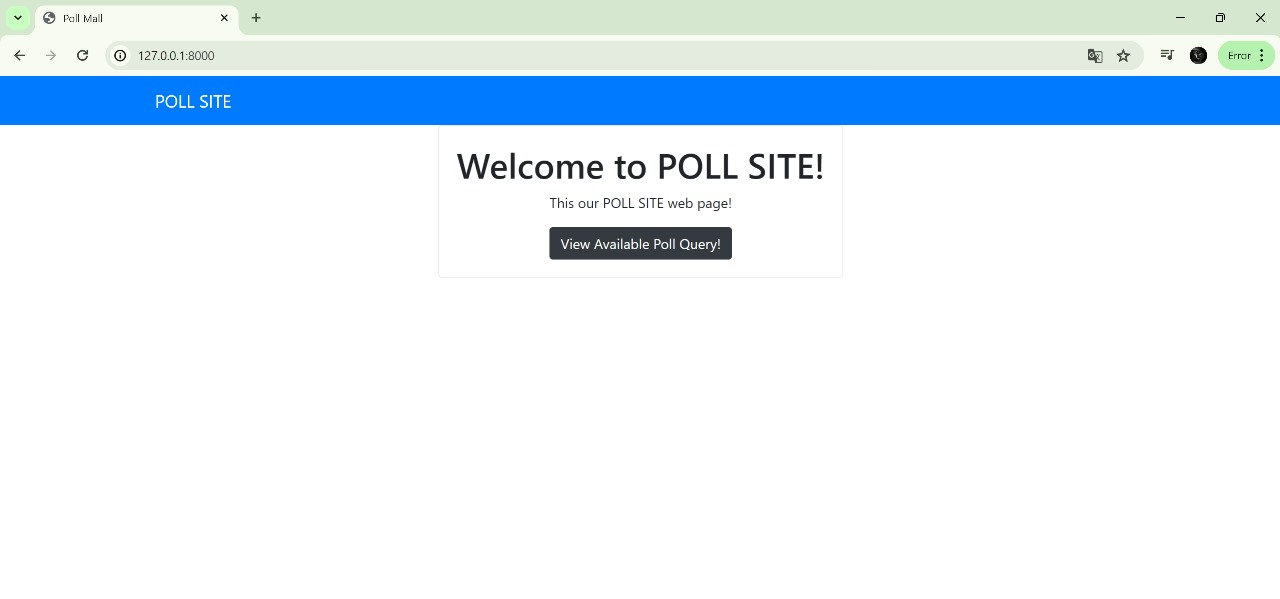 Poll Mall
127.0.0.1:8000
Error
POLL SITE
Welcome to POLL SITE!
This our POLL SITE web page!
View Available Poll Query!